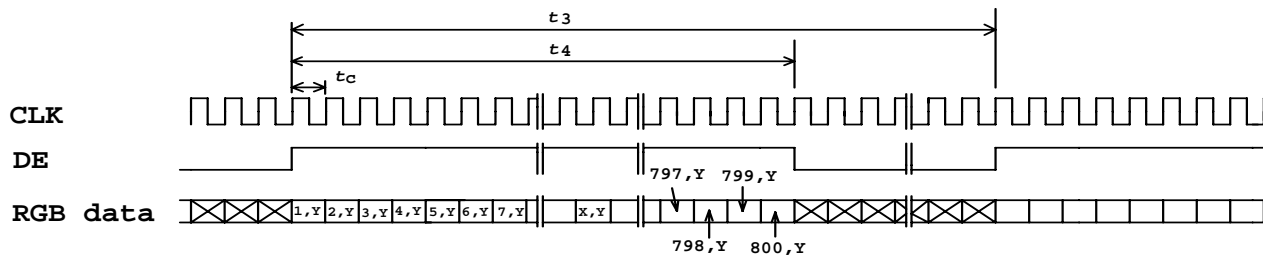 t3
t4
tc
CLK
DE
797,Y 799,Y
RGB data 1,Y 2,Y 3,Y 4,Y 5,Y 6,Y 7,Y X,Y
798,Y 800,Y